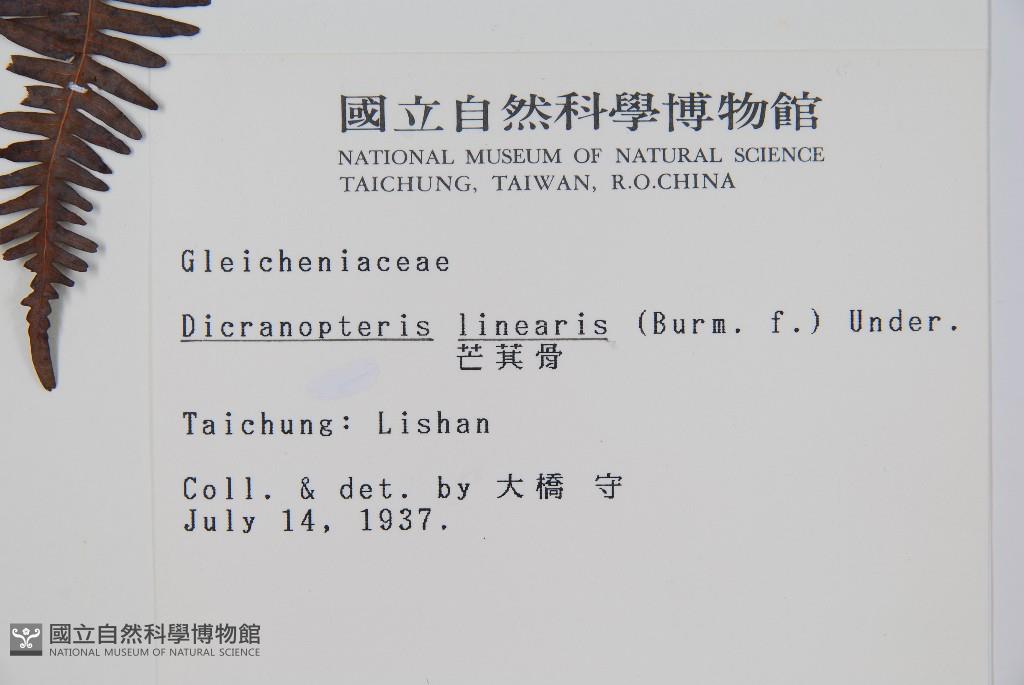 國立自然科學博物館
NATIONAL MUSEUM OF NATURAL SCIENCE
TAICHUNG, TAIWAN, R.O.CHINA
Gleicheniaceae
Dicranopteris linearis (Burm. f.) Under.
芒萁骨
Taichung: Lishan
Coll. & det. by 大橋 守
July 14, 1937.
國立自然科學博物館
NATIONAL MUSEUM OF NATURAL SCIENCE